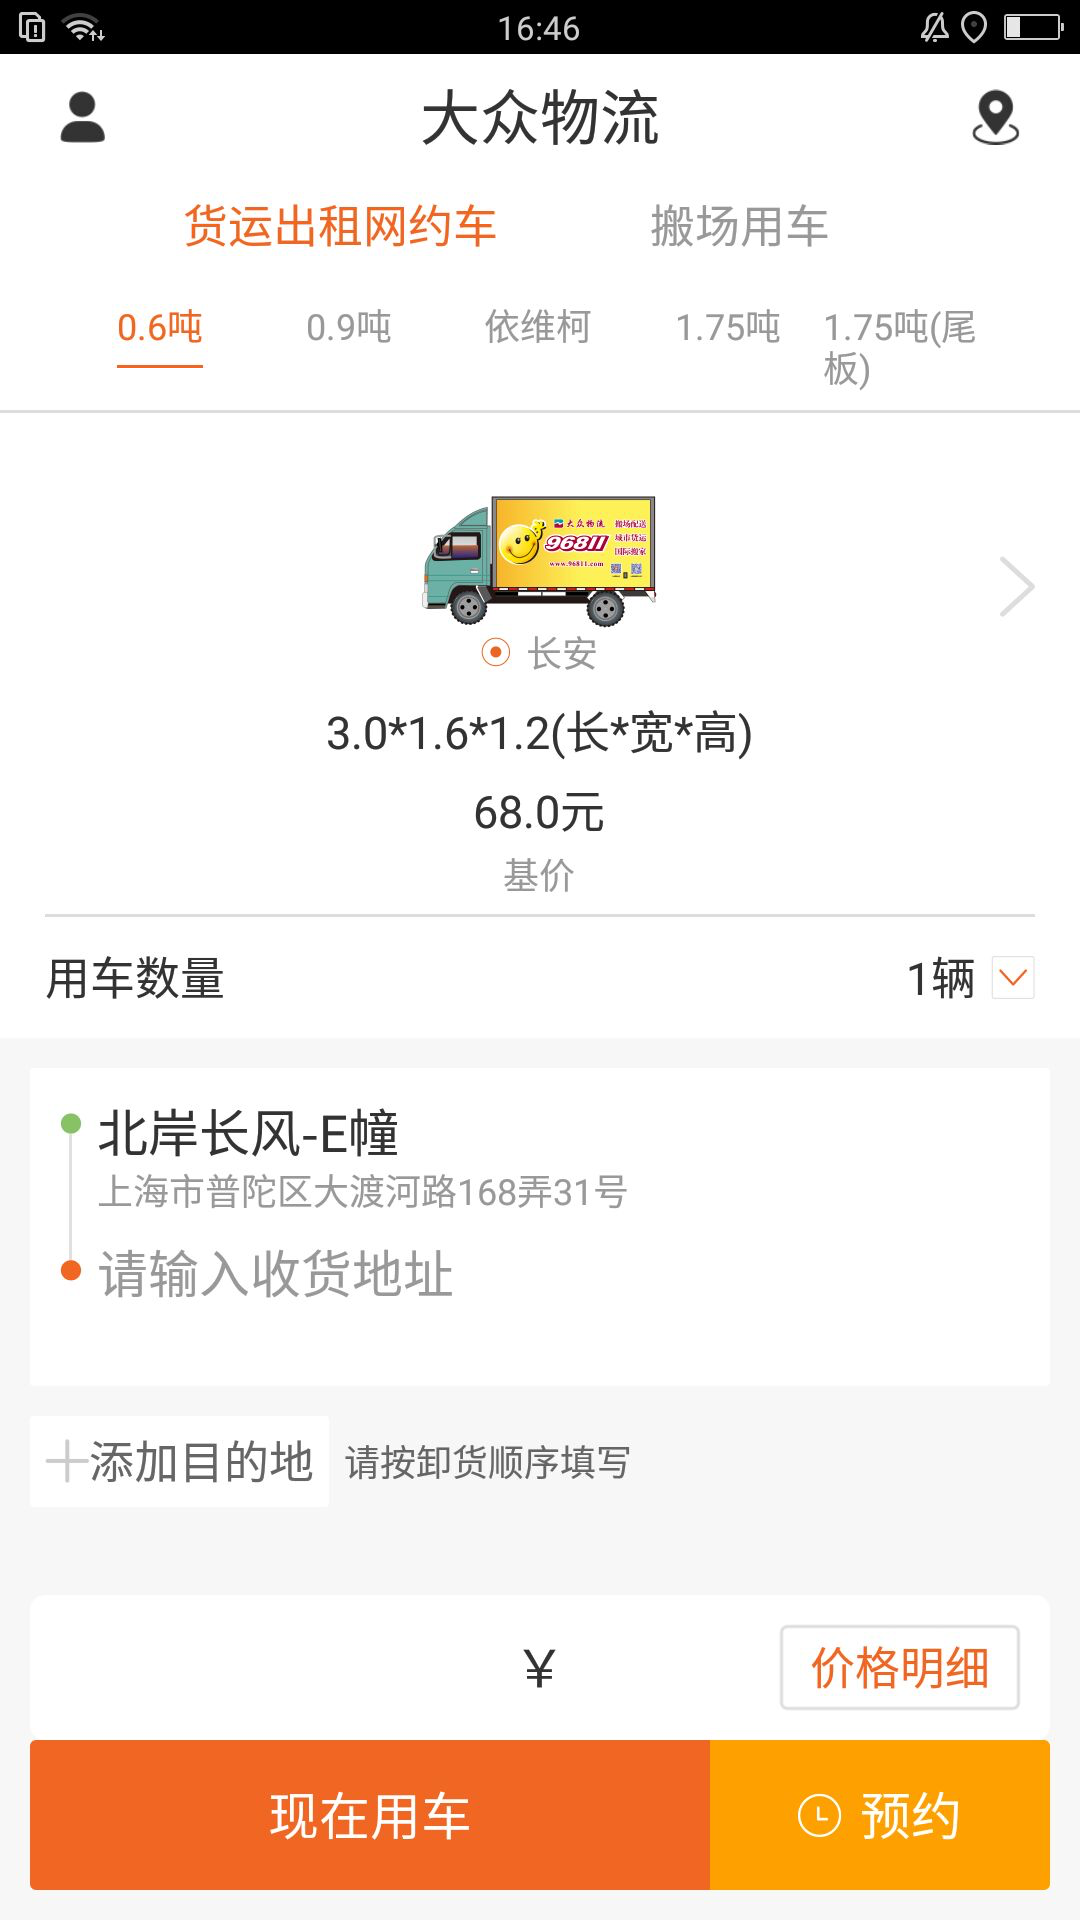 16:46
大众物流
货运出租网约车 搬场用车
0.6吨 0.9吨 依维柯 1.75吨 1.75吨(尾
板)
大众物流 搬场配送
96811 城市货运
国际搬家
www.96811.com
长安
3.0*1.6*1.2(长*宽*高)
68.0元
基价
用车数量 1辆
北岸长风-E幢
上海市普陀区大渡河路168弄31号
请输入收货地址
添加目的地 请按卸货顺序填写
¥ 价格明细
现在用车 预约